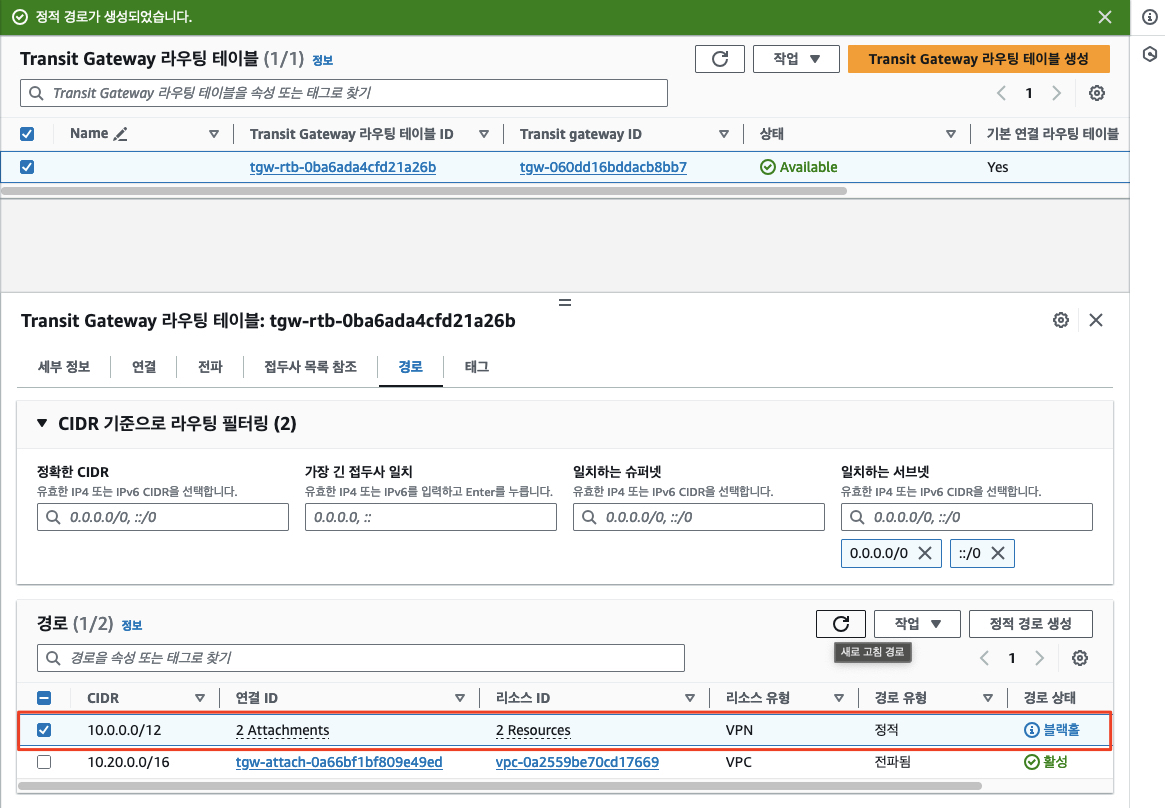 정적 경로가 생성되었습니다.
Transit Gateway 라우팅 테이블 (1/1) 정보
작업
Transit Gateway 라우팅 테이블 생성
Transit Gateway 라우팅 테이블을 속성 또는 태그로 찾기
1
Name Transit Gateway 라우팅 테이블 ID Transit gateway ID 상태 기본 연결 라우팅 테이블
tgw-rtb-0ba6ada4cfd21a26b tgw-060dd16bddacb8bb7 Available Yes
Transit Gateway 라우팅 테이블: tgw-rtb-0ba6ada4cfd21a26b
세부 정보 연결 전파 접두사 목록 참조 경로 태그
CIDR 기준으로 라우팅 필터링 (2)
정확한 CIDR 가장 긴 접두사 일치 일치하는 슈퍼넷 일치하는 서브넷
유효한 IP4 또는 IPv6 CIDR을 선택합니다. 유효한 IP4 또는 IPv6를 입력하고 Enter를 누릅니다. 유효한 IP4 또는 IPv6 CIDR을 선택합니다. 유효한 IP4 또는 IPv6 CIDR을 선택합니다.
0.0.0.0/0, ::/0 0.0.0.0, :: 0.0.0.0/0, ::/0 0.0.0.0/0, ::/0
0.0.0.0/0 ::/0
경로 (1/2) 정보
작업
정적 경로 생성
경로을 속성 또는 태그로 찾기
새로 고침 경로
1
CIDR 연결 ID 리소스 ID 리소스 유형 경로 유형 경로 상태
10.0.0.0/12 2 Attachments 2 Resources VPN 정적 블랙홀
10.20.0.0/16 tgw-attach-0a66bf1bf809e49ed vpc-0a2559be70cd17669 VPC 전파됨 활성